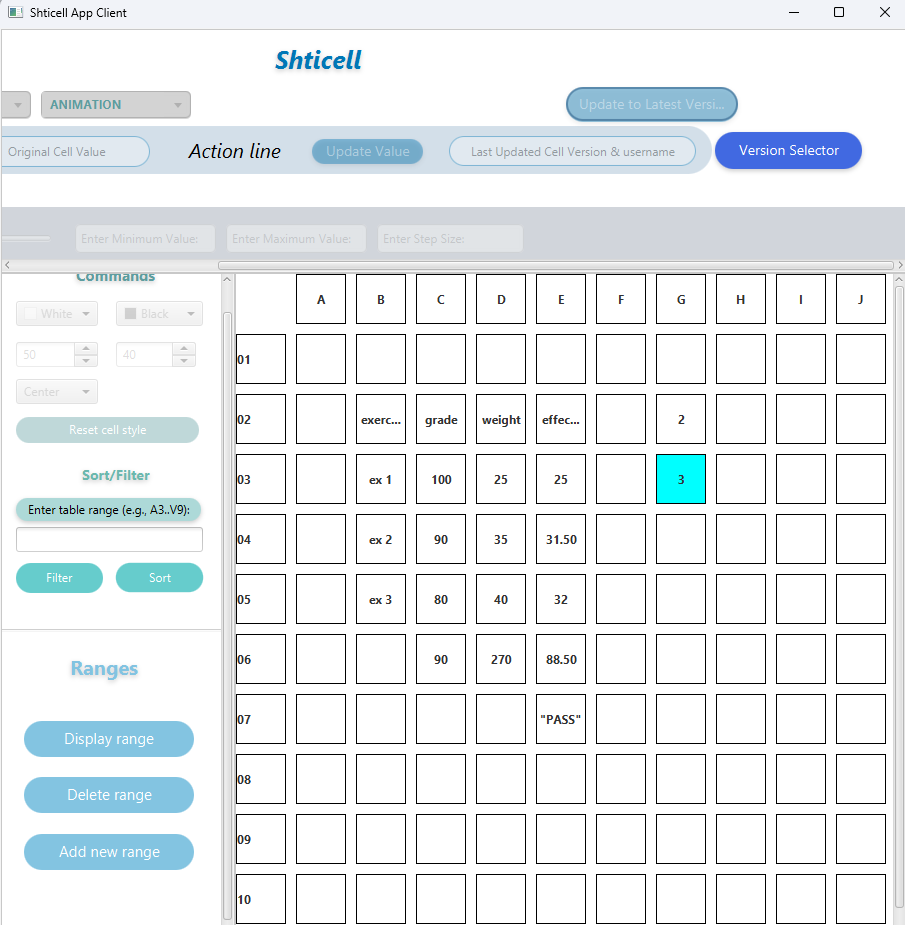 Shticell App Client
Shticell
ANIMATION
Update to Latest Versi...
Original Cell Value
Action line
Update Value
Last Updated Cell Version & username
Version Selector
Enter Minimum Value:
Enter Maximum Value:
Enter Step Size:
Commands
White
Black
50
40
Center
Reset cell style
Sort/Filter
Enter table range (e.g., A3..V9):
Filter
Sort
Ranges
Display range
Delete range
Add new range
A B C D E F G H I J
01
02 exerc... grade weight effec... 2
03 ex 1 100 25 25 3
04 ex 2 90 35 31.50
05 ex 3 80 40 32
06 90 270 88.50
07 "PASS"
08
09
10